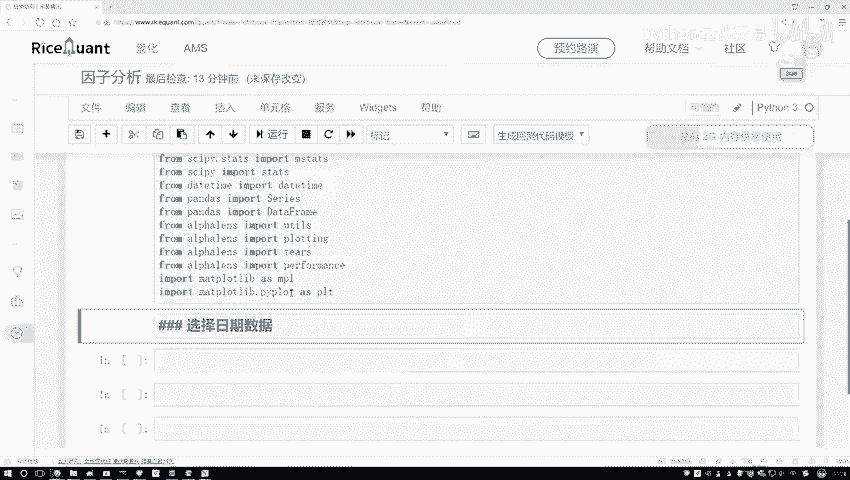 RiceQuant 量化 AMS 预约路演 帮助文档 社区
因子分析 最后检查: 13 分钟前 (未保存改变)
文件 编辑 查看 插入 单元格 服务 Widgets 帮助 可信的 Python 3
运行 标记 生成回测代码模板
from scipy.stats import mstats
from scipy import stats
from datetime import datetime
from pandas import Series
from pandas import DataFrame
from alphalens import utils
from alphalens import plotting
from alphalens import tears
from alphalens import performance
import matplotlib as mpl
import matplotlib.pyplot as plt
### 选择日期数据
In [ ]:
In [ ]:
In [ ]: